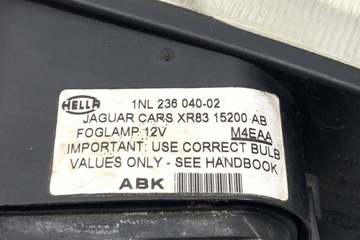 HELLA
1NL 236 040-02
JAGUAR CARS XR83 15200 AB
FOGLAMP 12V M4EAA
IMPORTANT: USE CORRECT BULB
VALUES ONLY - SEE HANDBOOK
ABK